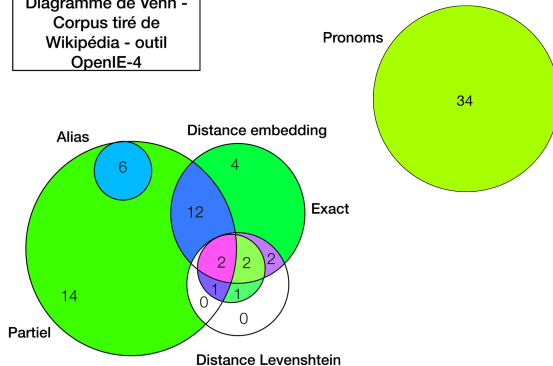 Diagramme de Venn -
Corpus tiré de
Wikipédia - outil
OpenIE-4
Pronoms
34
Alias
Distance embedding
6
4
12
Exact
2
2
2
1
1
14
0
0
Partiel
Distance Levenshtein